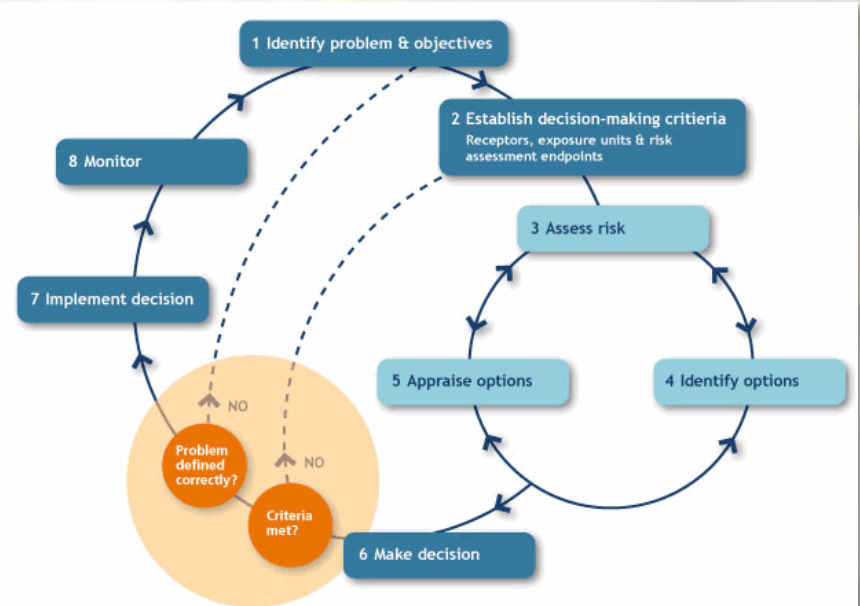 1 Identify problem & objectives
2 Establish decision-making critieria
Receptors, exposure units & risk
assessment endpoints
3 Assess risk
4 Identify options
5 Appraise options
6 Make decision
Criteria
met?
NO
Problem
defined
correctly?
NO
7 Implement decision
8 Monitor